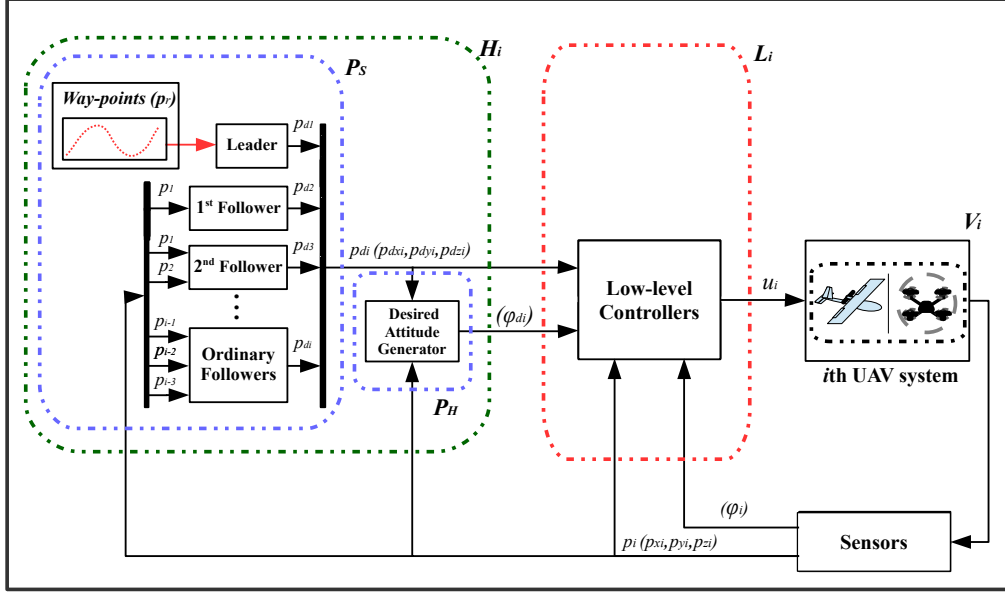 Hi
Ps
Li
Way-points (pr)
Leader
pd1
p1
1st Follower
pd2
p1
p2
2nd Follower
pd3
pi-1
pi-2
pi-3
Ordinary
Followers
pdi
pdi (pdxi,pdyi,pdzi)
Desired
Attitude
Generator
(φdi)
PH
Low-level
Controllers
ui
Vi
ith UAV system
(φi)
pi (pxi,pyi,pzi)
Sensors